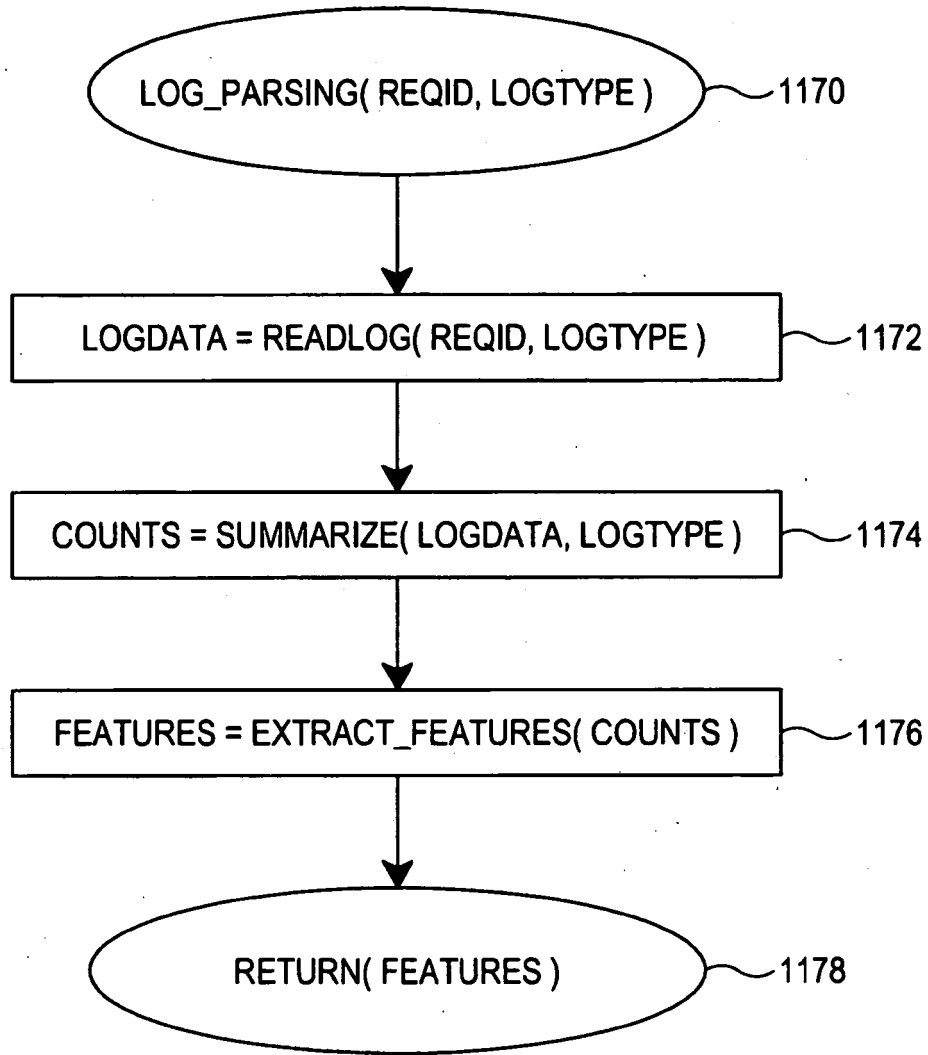 LOG_PARSING( REQID, LOGTYPE ) 1170
LOGDATA = READLOG( REQID, LOGTYPE ) 1172
COUNTS = SUMMARIZE( LOGDATA, LOGTYPE ) 1174
FEATURES = EXTRACT_FEATURES( COUNTS ) 1176
RETURN( FEATURES ) 1178